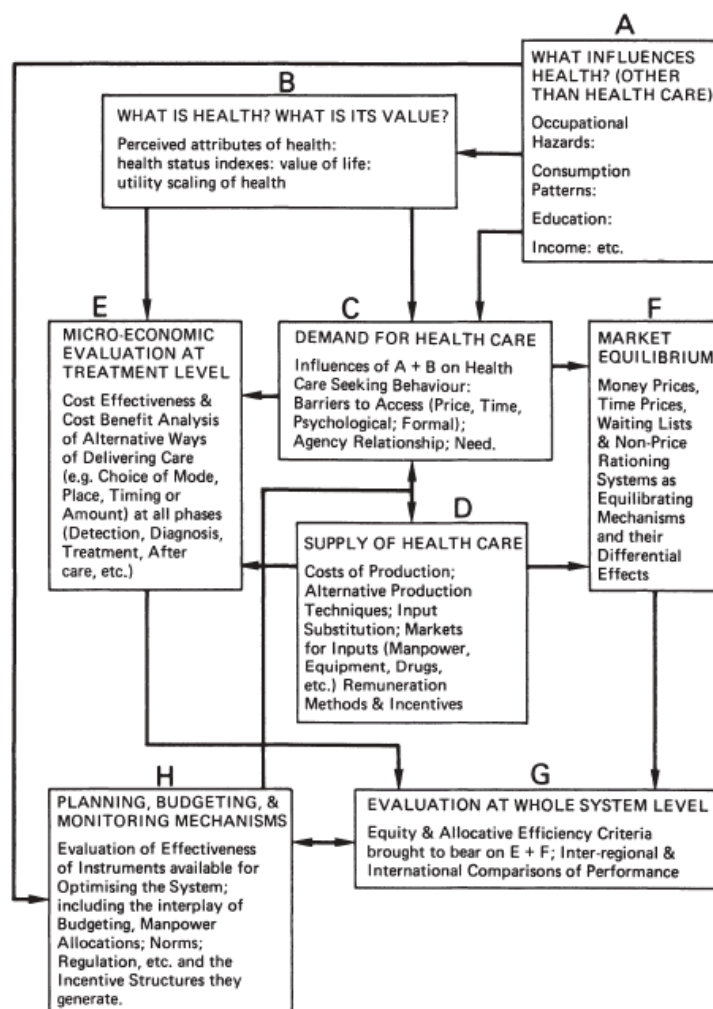 A
WHAT INFLUENCES
HEALTH? (OTHER
THAN HEALTH CARE)
Occupational
Hazards:
Consumption
Patterns:
Education:
Income: etc.
B
WHAT IS HEALTH? WHAT IS ITS VALUE?
Perceived attributes of health:
health status indexes: value of life:
utility scaling of health
E
MICRO-ECONOMIC
EVALUATION AT
TREATMENT LEVEL
Cost Effectiveness &
Cost Benefit Analysis
of Alternative Ways
of Delivering Care
(e.g. Choice of Mode,
Place, Timing or
Amount) at all phases
(Detection, Diagnosis,
Treatment, After
care, etc.)
C
DEMAND FOR HEALTH CARE
Influences of A + B on Health
Care Seeking Behaviour:
Barriers to Access (Price, Time,
Psychological; Formal);
Agency Relationship; Need.
F
MARKET
EQUILIBRIUM
Money Prices,
Time Prices,
Waiting Lists
& Non-Price
Rationing
Systems as
Equilibrating
Mechanisms
and their
Differential
Effects
D
SUPPLY OF HEALTH CARE
Costs of Production;
Alternative Production
Techniques; Input
Substitution; Markets
for Inputs (Manpower,
Equipment, Drugs,
etc.) Remuneration
Methods & Incentives
H
PLANNING, BUDGETING, &
MONITORING MECHANISMS
Evaluation of Effectiveness
of Instruments available for
Optimising the System;
including the interplay of
Budgeting, Manpower
Allocations; Norms;
Regulation, etc. and the
Incentive Structures they
generate.
G
EVALUATION AT WHOLE SYSTEM LEVEL
Equity & Allocative Efficiency Criteria
brought to bear on E + F; Inter-regional &
International Comparisons of Performance